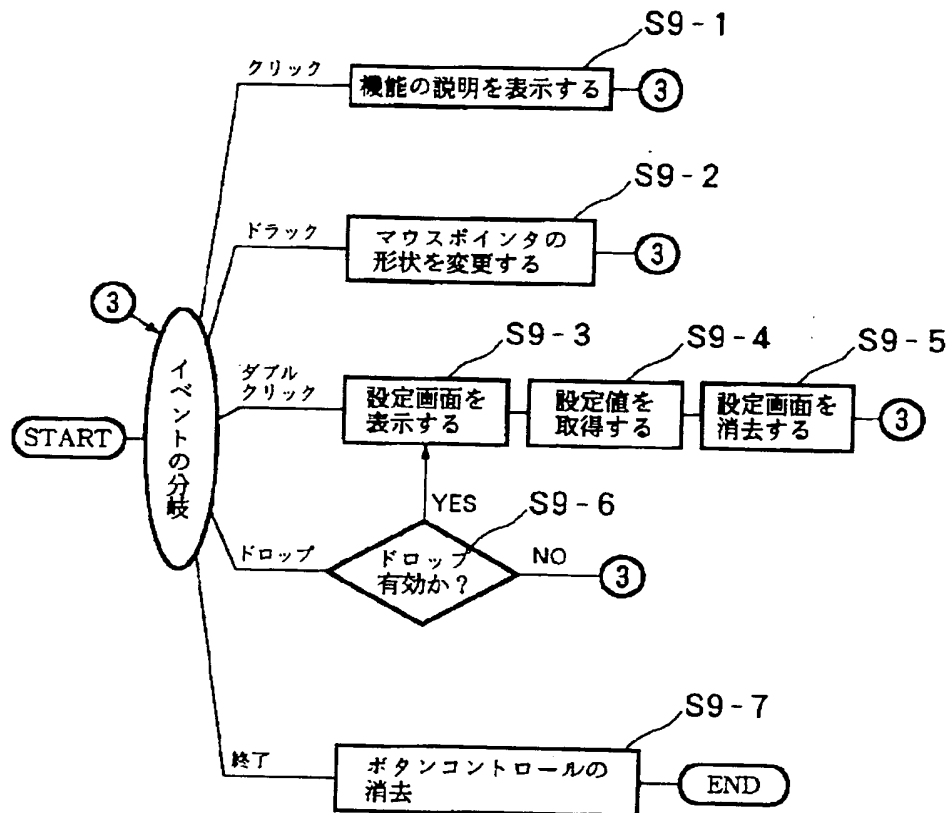 S9-1
クリック
機能の説明を表示する
3
S9-2
ドラック
マウスポインタの
形状を変更する
3
3
イベントの分岐
START
S9-3
S9-4
S9-5
ダブル
クリック
設定画面を
表示する
設定値を
取得する
設定画面を
消去する
3
YES
S9-6
ドロップ
ドロップ
有効か？
NO
3
S9-7
終了
ボタンコントロールの
消去
END